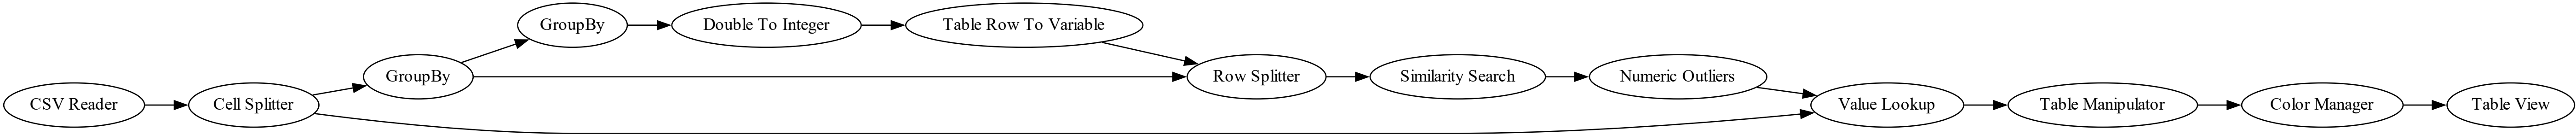 CSV Reader
Cell Splitter
GroupBy
GroupBy
Double To Integer
Table Row To Variable
Row Splitter
Similarity Search
Numeric Outliers
Value Lookup
Table Manipulator
Color Manager
Table View